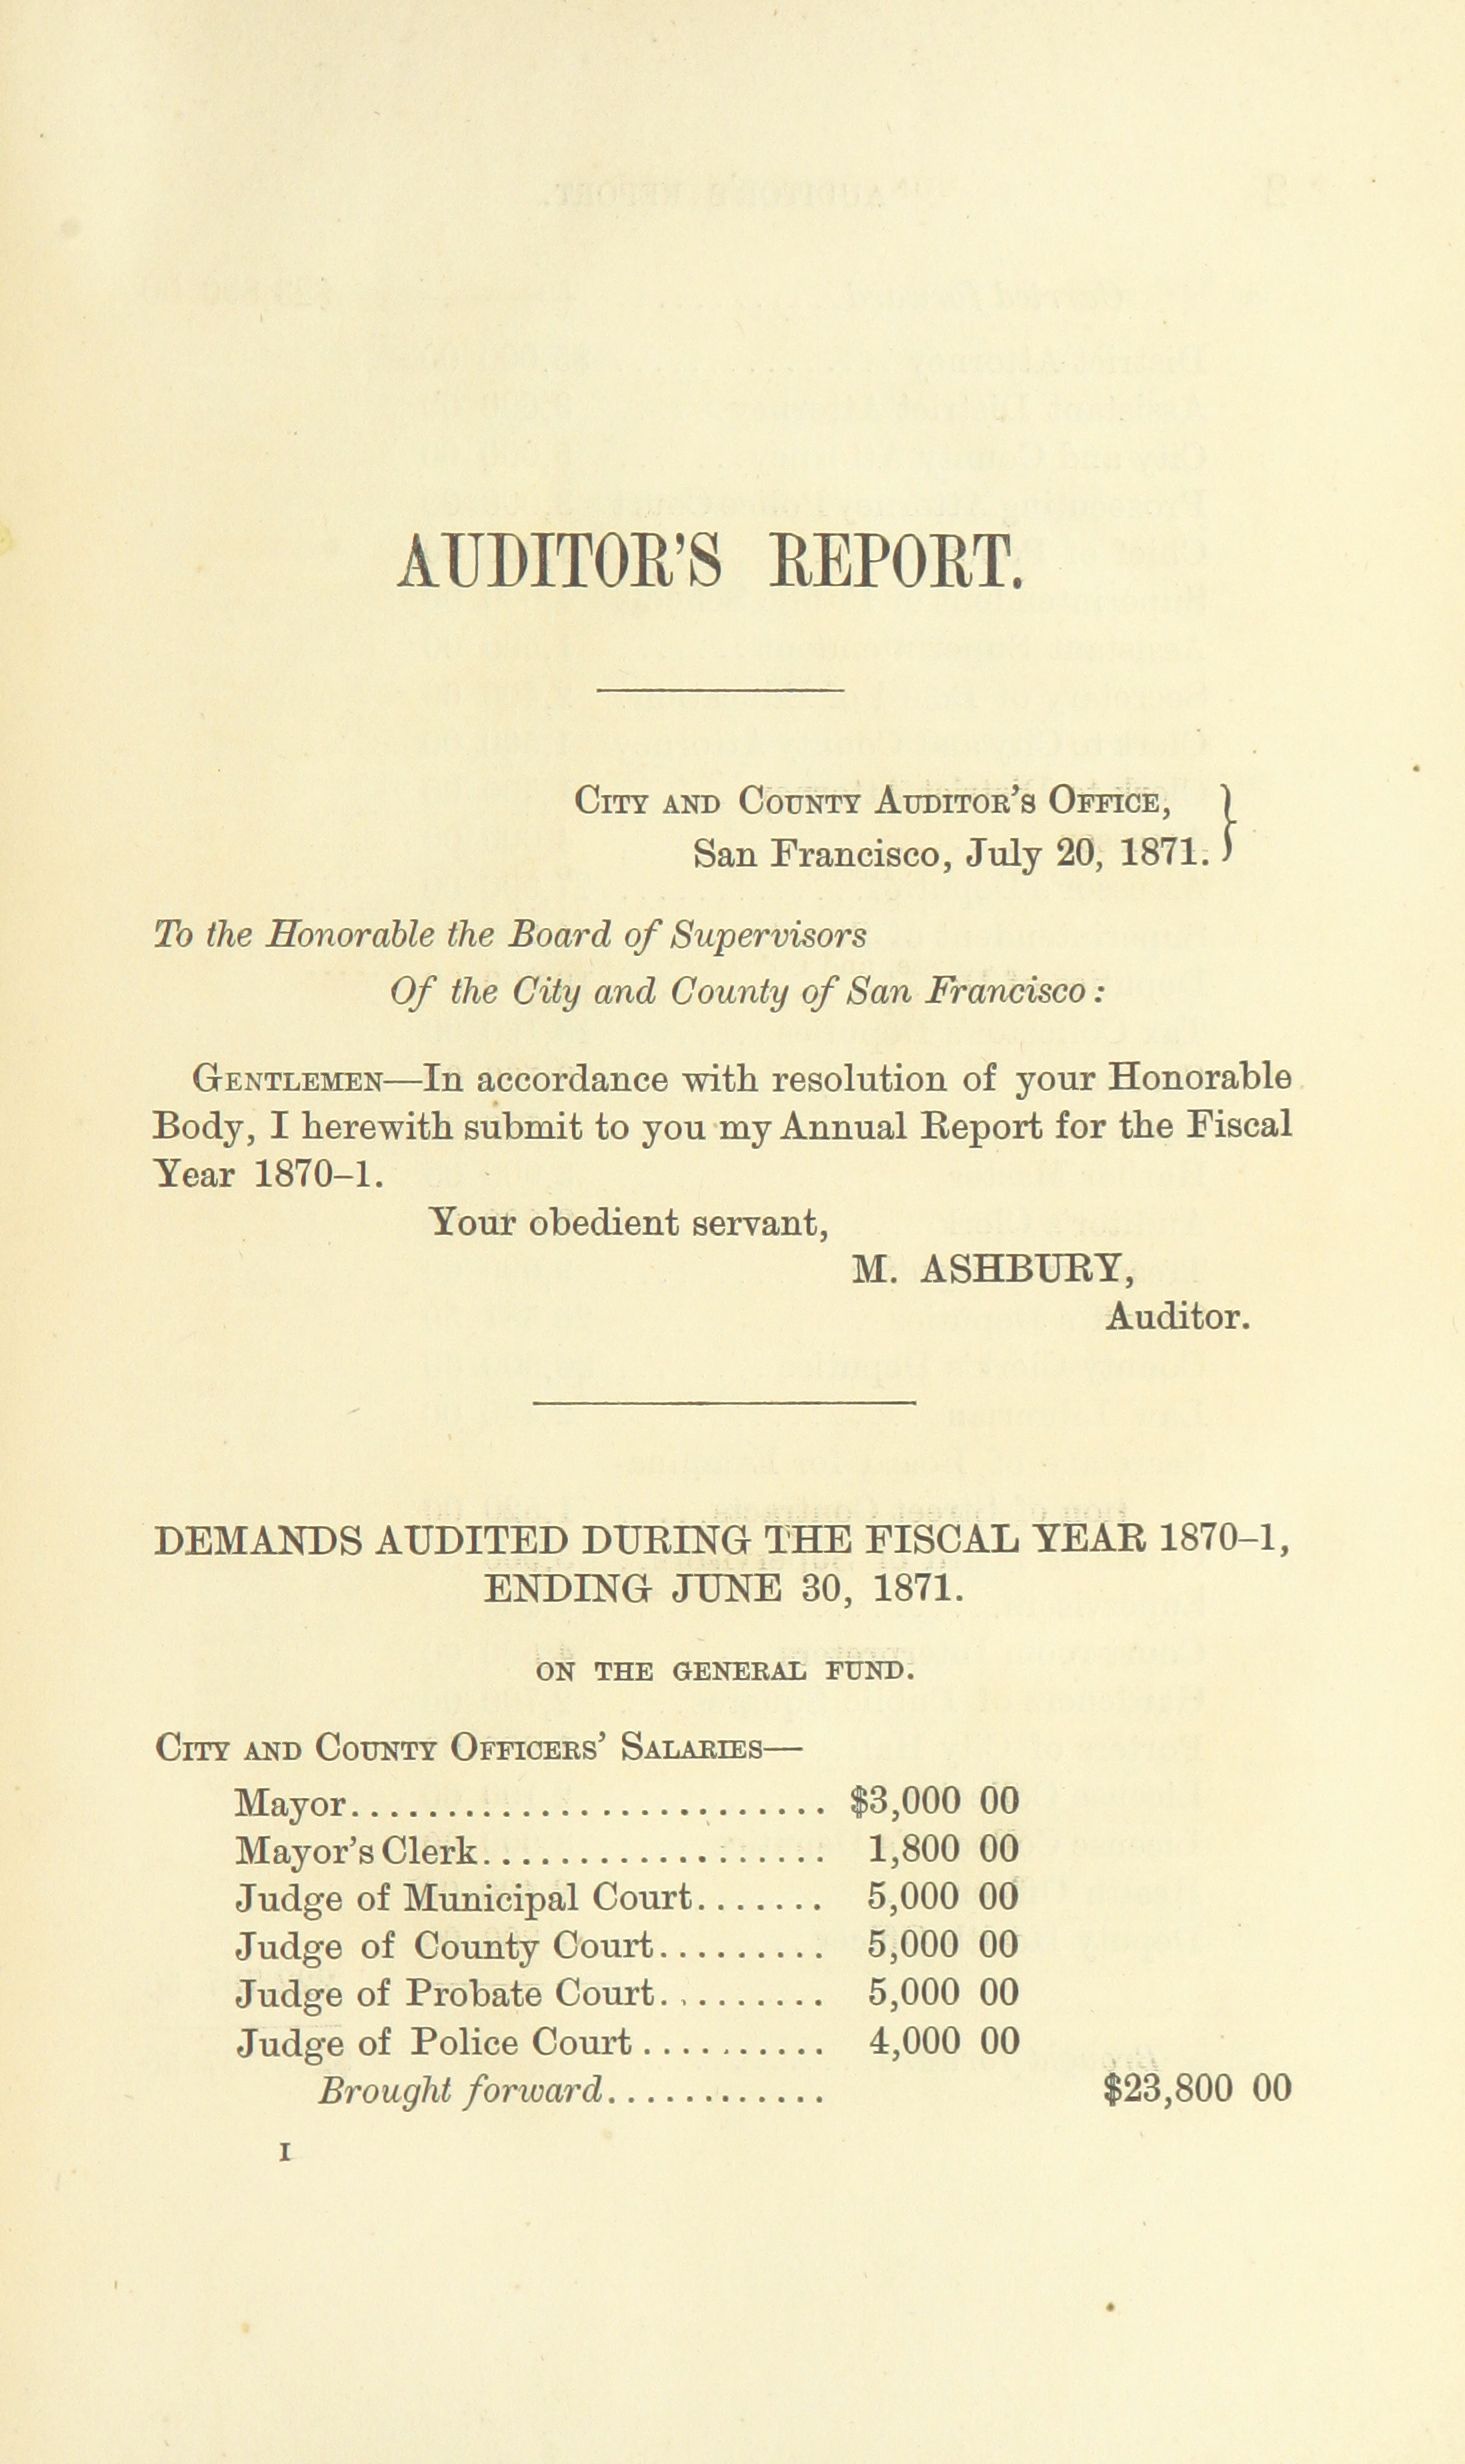 AUDITOR'S REPORT.
CITY AND COUNTY AUDITOR'S OFFICE,
San Francisco, July 20, 1871.
To the Honorable the Board of Supervisors
Of the City and County of San Francisco:
GENTLEMEN—In accordance with resolution of your Honorable
Body, I herewith submit to you my Annual Report for the Fiscal
Year 1870–1.
Your obedient servant,
M. ASHBURY,
Auditor.
DEMANDS AUDITED DURING THE FISCAL YEAR 1870–1,
ENDING JUNE 30, 1871.
ON THE GENERAL FUND.
CITY AND COUNTY OFFICERS' SALARIES—
Mayor......................... $3,000 00
Mayor's Clerk.................. 1,800 00
Judge of Municipal Court....... 5,000 00
Judge of County Court......... 5,000 00
Judge of Probate Court......... 5,000 00
Judge of Police Court.......... 4,000 00
Brought forward............ $23,800 00
I